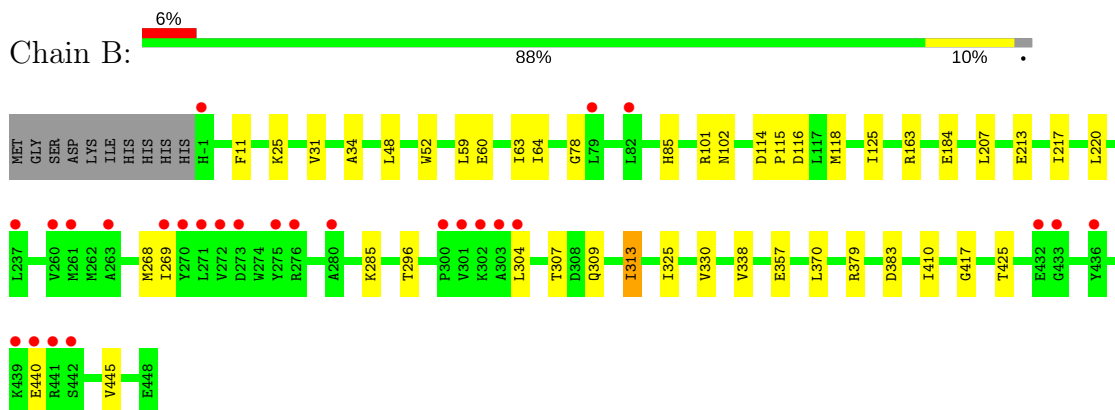 6%
Chain B:
88% 10% •
MET GLY SER ASP LYS ILE HIS HIS HIS HIS H-1 F11 K25 V31 A34 L48 W52 L59 E60 I63 I64 G78 L79 L82 H85 R101 N102 D114 P115 D116 L117 M118 I125 R163 E184 L207 E213 I217 L220
L237 V260 M261 M262 A263 M268 I269 Y270 L271 V272 D273 W274 Y275 R276 A280 K285 T296 P300 V301 K302 A303 L304 T307 D308 Q309 I313 I325 V330 V338 E357 L370 R379 D383 I410 G417 T425 E432 G433 Y436
K439 E440 R441 S442 V445 E448